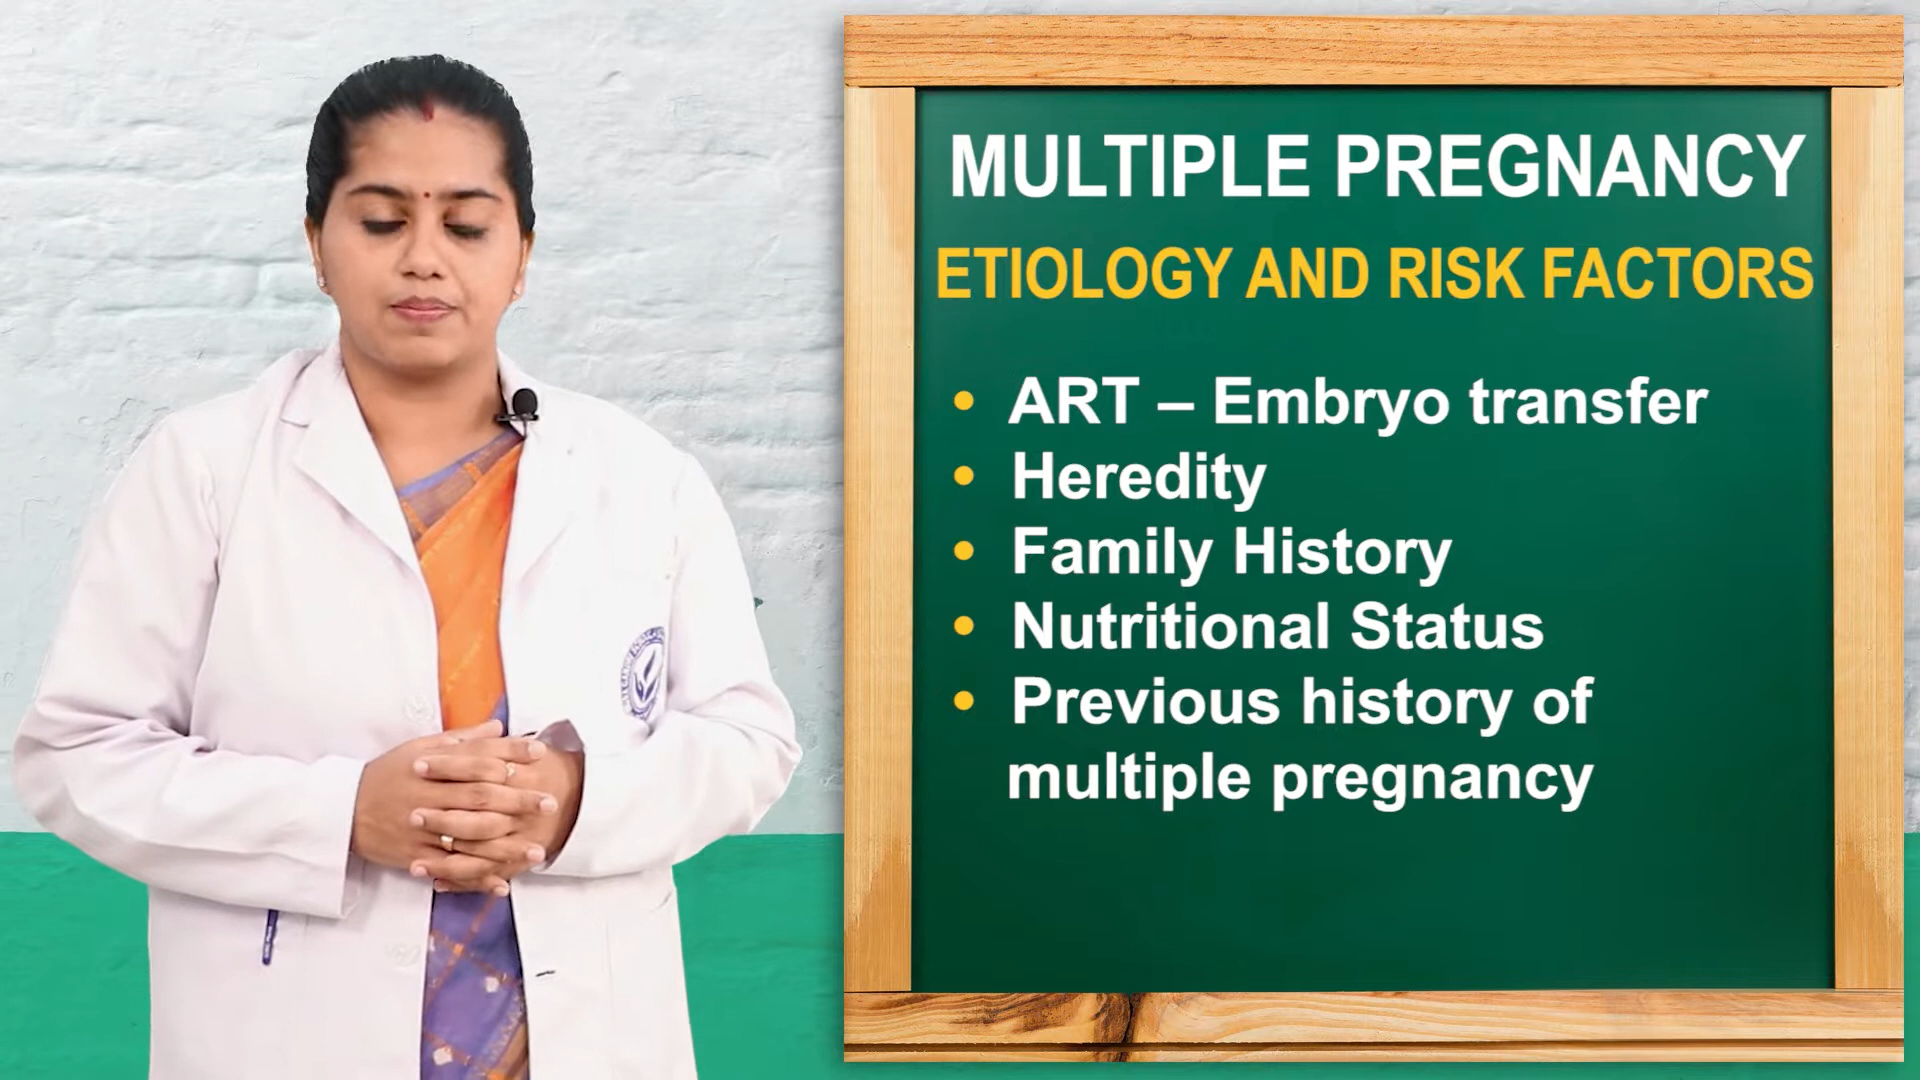 MULTIPLE PREGNANCY
ETIOLOGY AND RISK FACTORS
• ART – Embryo transfer
• Heredity
• Family History
• Nutritional Status
• Previous history of
multiple pregnancy